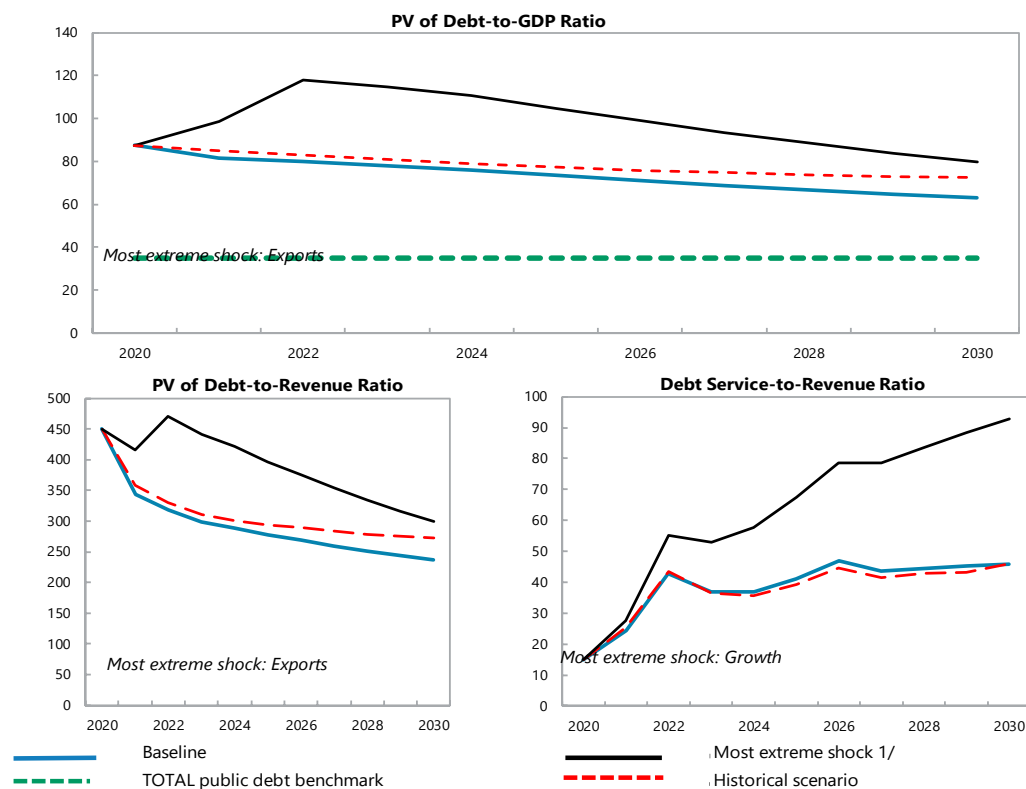 PV of Debt-to-GDP Ratio
140
120
100
80
60
40
20
0
Most extreme shock: Exports
2020 2022 2024 2026 2028 2030
PV of Debt-to-Revenue Ratio
500
450
400
350
300
250
200
150
100
50
0
Most extreme shock: Exports
2020 2022 2024 2026 2028 2030
Debt Service-to-Revenue Ratio
100
90
80
70
60
50
40
30
20
10
0
Most extreme shock: Growth
2020 2022 2024 2026 2028 2030
Baseline
Most extreme shock 1/
TOTAL public debt benchmark
Historical scenario